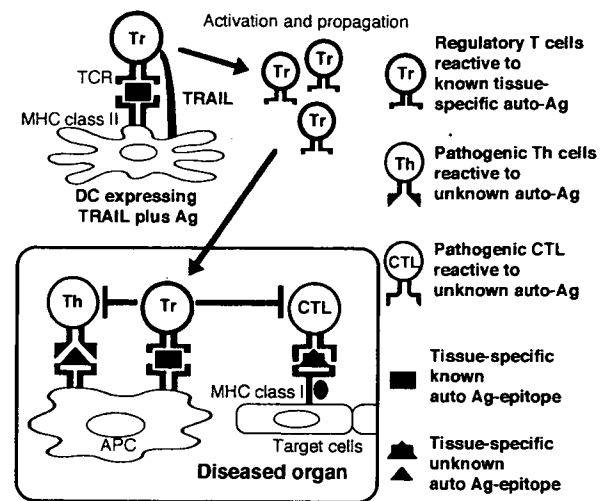 Activation and propagation
Tr
TCR
TRAIL
MHC class II
DC expressing
TRAIL plus Ag
Tr
Tr
Tr
Th
Tr
CTL
MHC class I
APC
Target cells
Diseased organ
Tr
Regulatory T cells
reactive to
known tissue-
specific auto-Ag
Th
Pathogenic Th cells
reactive to
unknown auto-Ag
CTL
Pathogenic CTL
reactive to
unknown auto-Ag
Tissue-specific
known
auto Ag-epitope
Tissue-specific
unknown
auto Ag-epitope